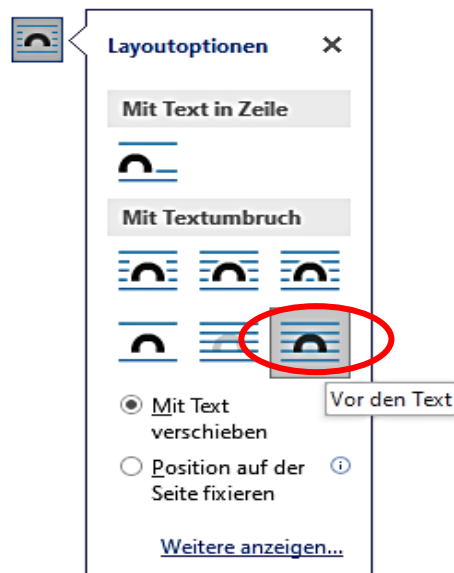 Layoutoptionen
Mit Text in Zeile
Mit Textumbruch
Vor den Text
Mit Text
verschieben
Position auf der
Seite fixieren
Weitere anzeigen...